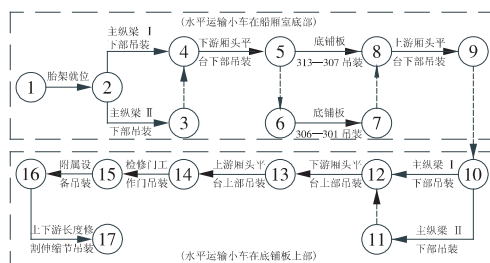 (水平运输小车在船厢室底部)
主纵梁 Ⅰ
下部吊装
下游厢头平
台下部吊装
底铺板
313—307 吊装
上游厢头平
台下部吊装
4
5
8
9
胎架就位
1
2
主纵梁 Ⅱ
下部吊装
3
底铺板
306—301 吊装
6
7
附属设
备吊装
检修门工
作门吊装
上游厢头平
台上部吊装
下游厢头平
台上部吊装
主纵梁 Ⅰ
下部吊装
16
15
14
13
12
10
上下游长度修
割伸缩节吊装
17
主纵梁 Ⅱ
下部吊装
11
(水平运输小车在底铺板上部)